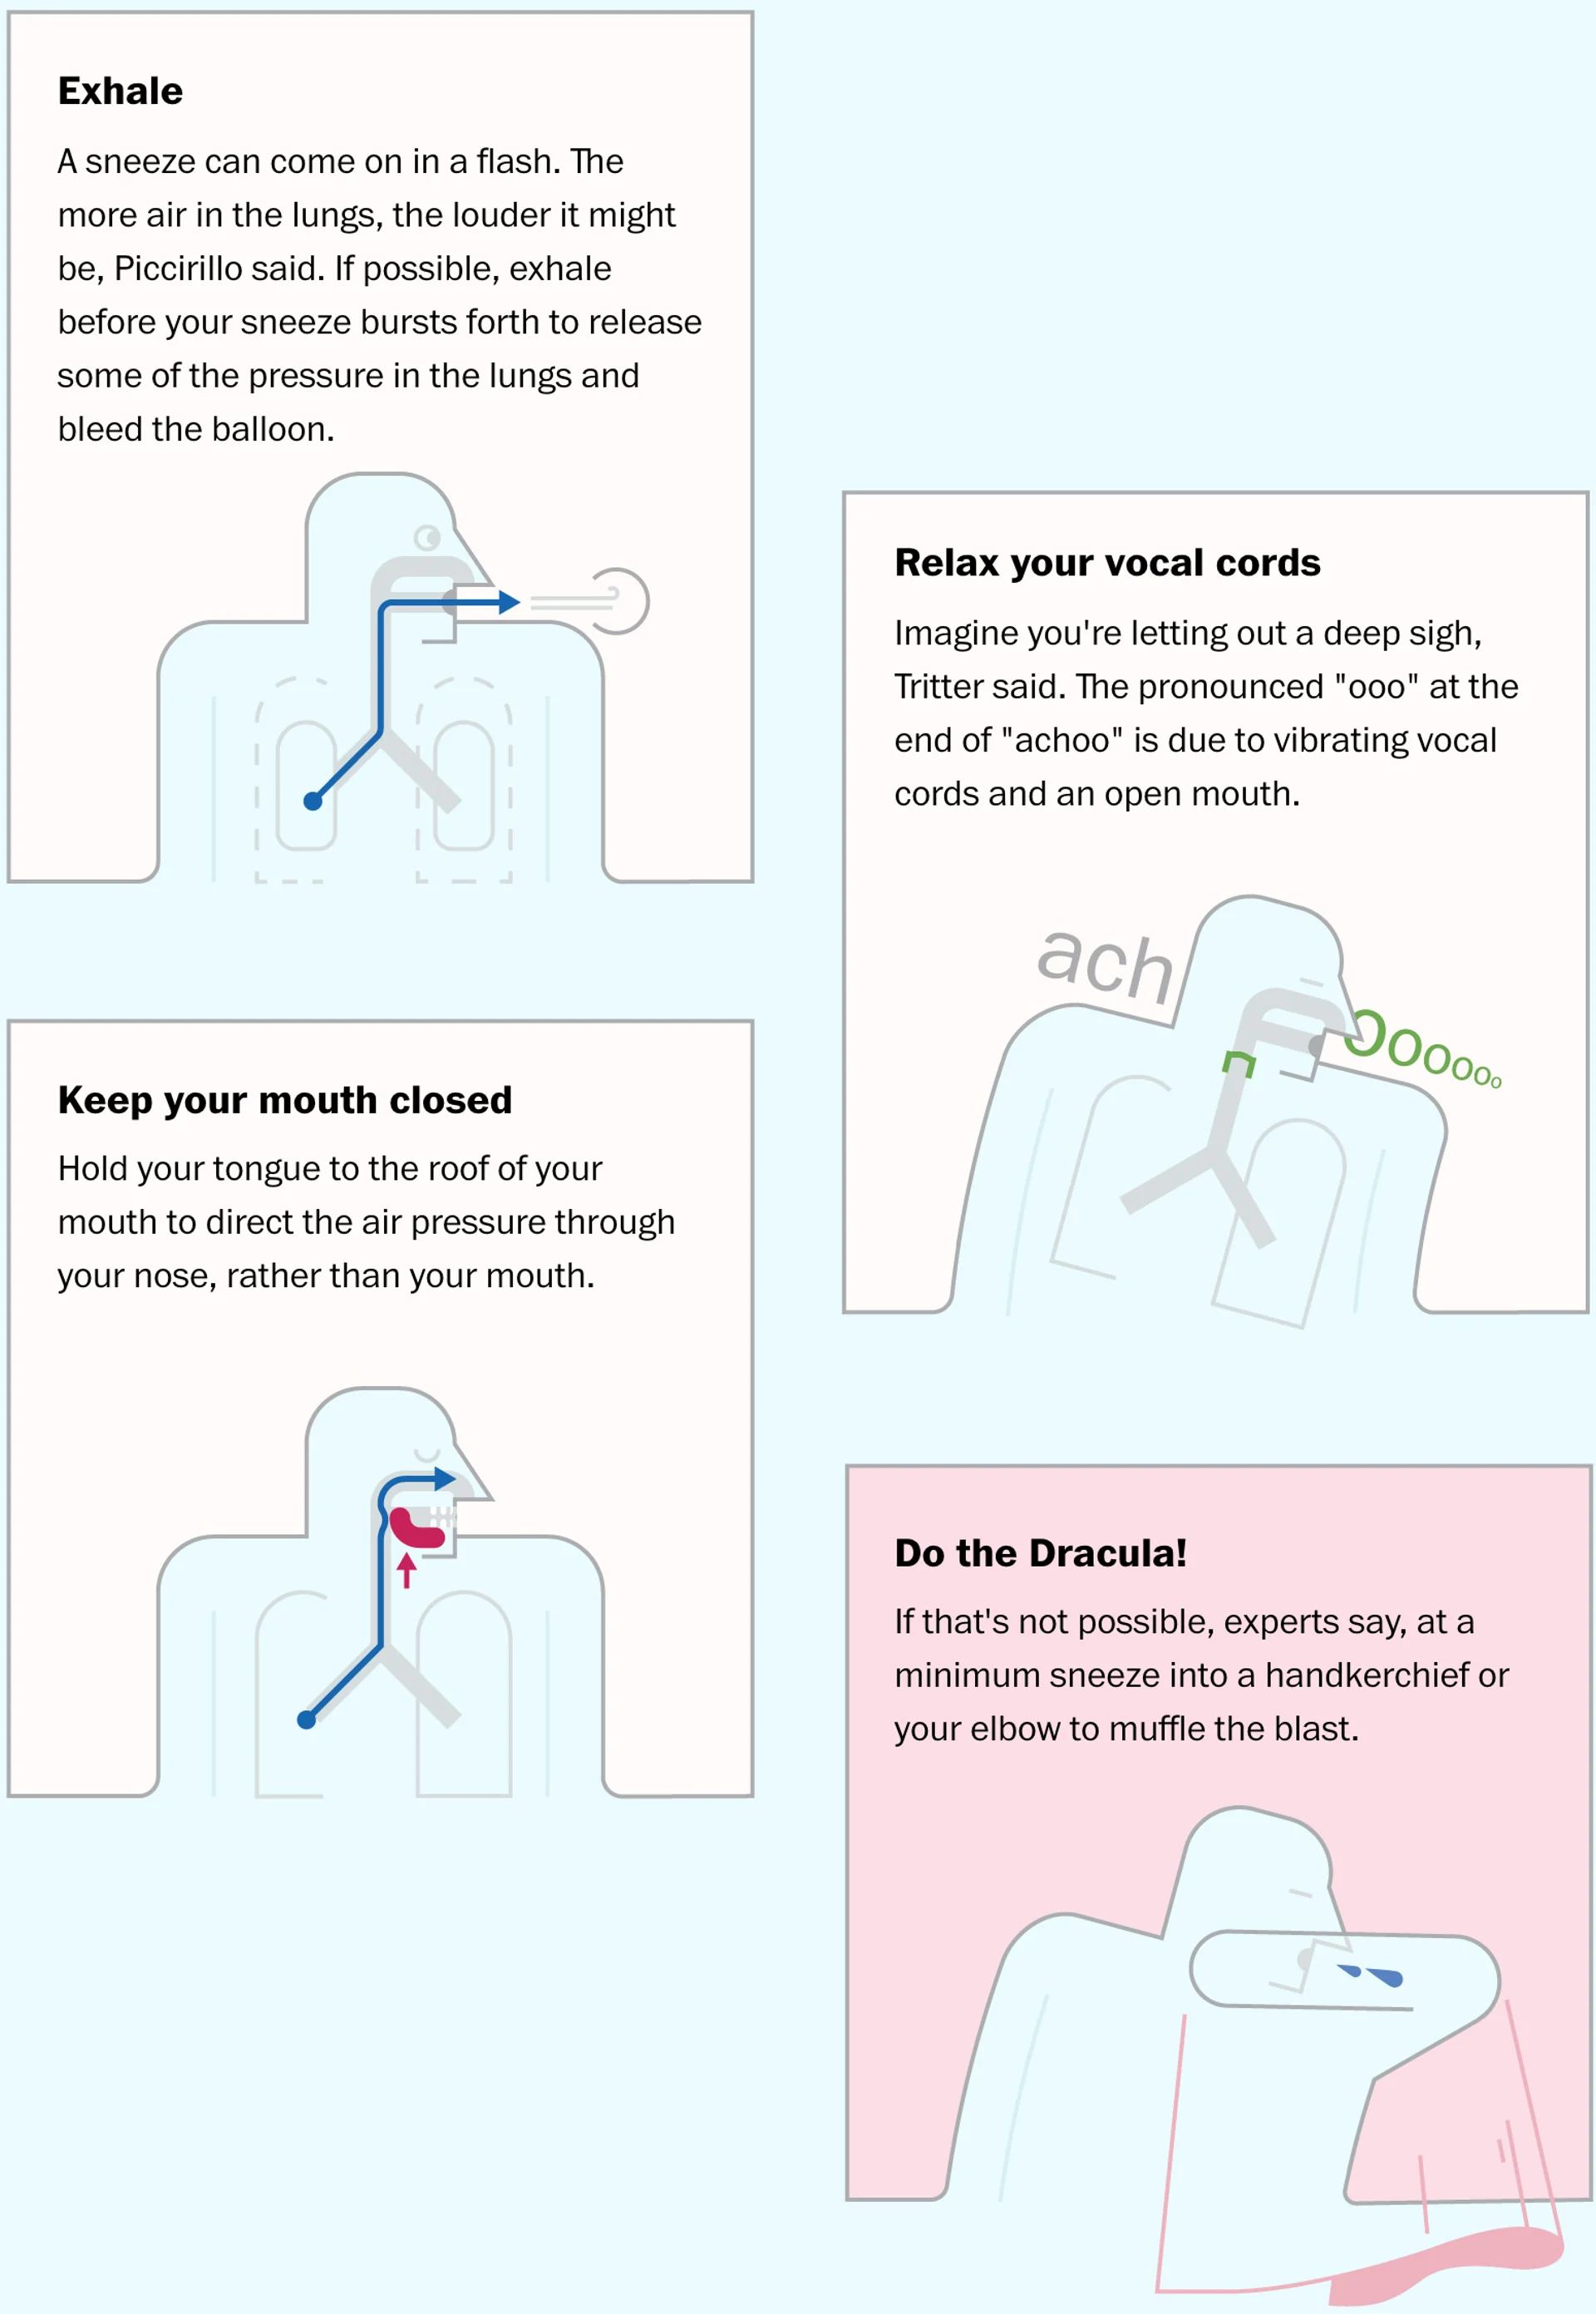 Exhale
A sneeze can come on in a flash. The
more air in the lungs, the louder it might
be, Piccirillo said. If possible, exhale
before your sneeze bursts forth to release
some of the pressure in the lungs and
bleed the balloon.
Relax your vocal cords
Imagine you're letting out a deep sigh,
Tritter said. The pronounced "ooo" at the
end of "achoo" is due to vibrating vocal
cords and an open mouth.
ach
Oooooo
Keep your mouth closed
Hold your tongue to the roof of your
mouth to direct the air pressure through
your nose, rather than your mouth.
Do the Dracula!
If that's not possible, experts say, at a
minimum sneeze into a handkerchief or
your elbow to muffle the blast.